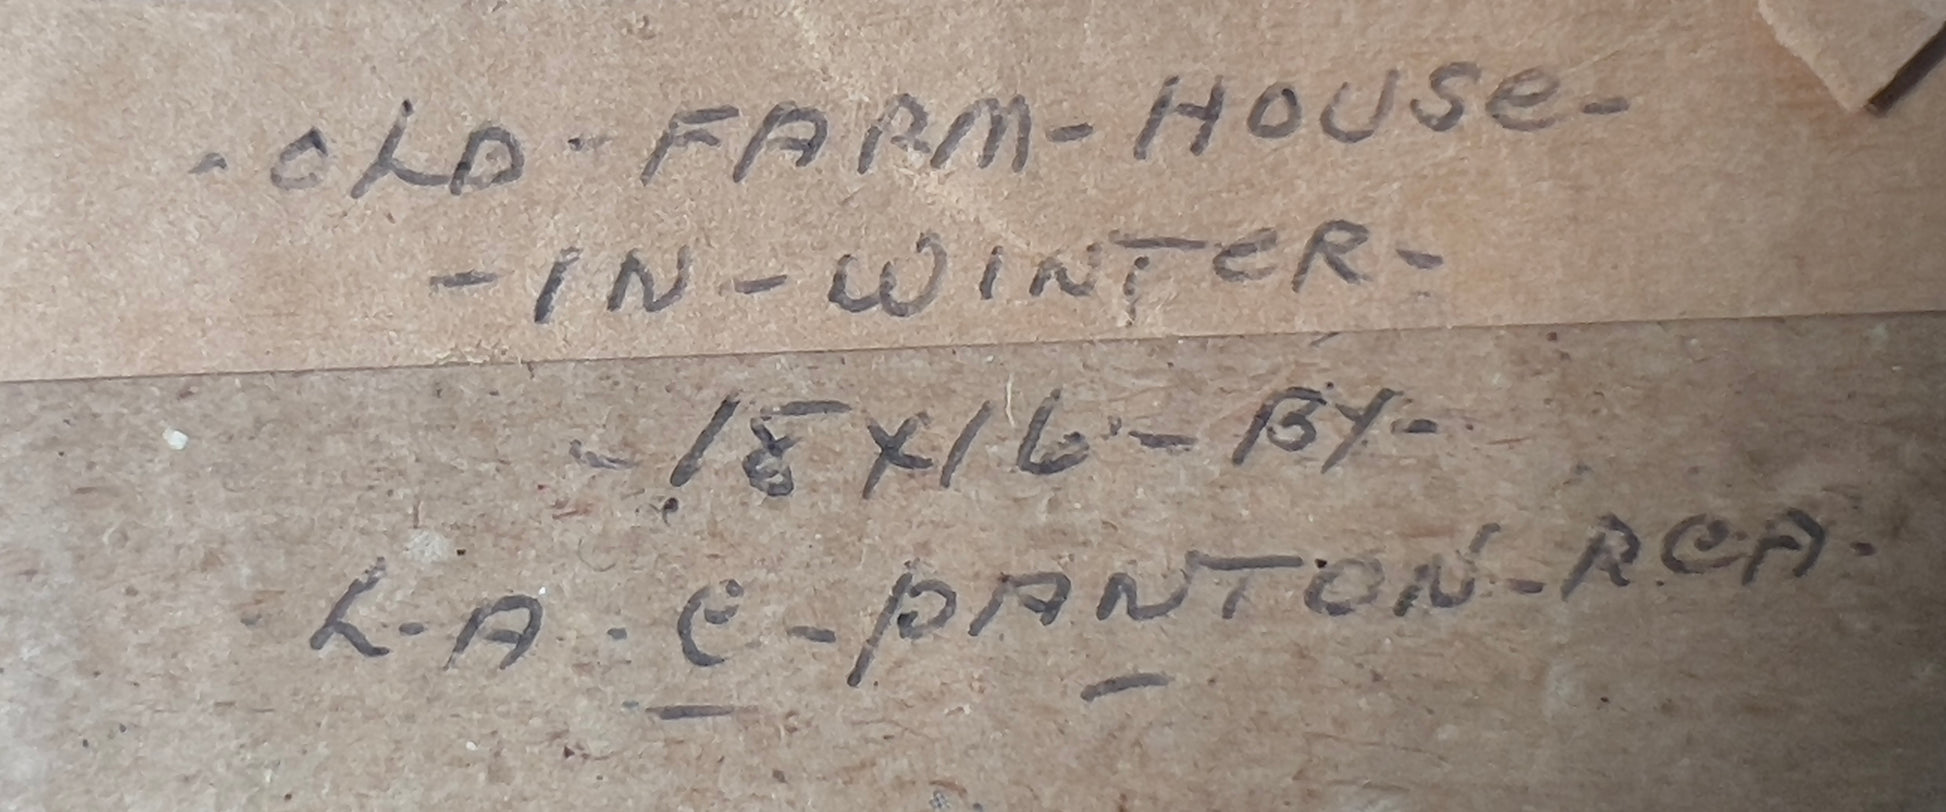 -OLD-FARM-HOUSe-
-IN-WINTeR-
-18X16-BY-
L-A-C-PANTON-RCA-